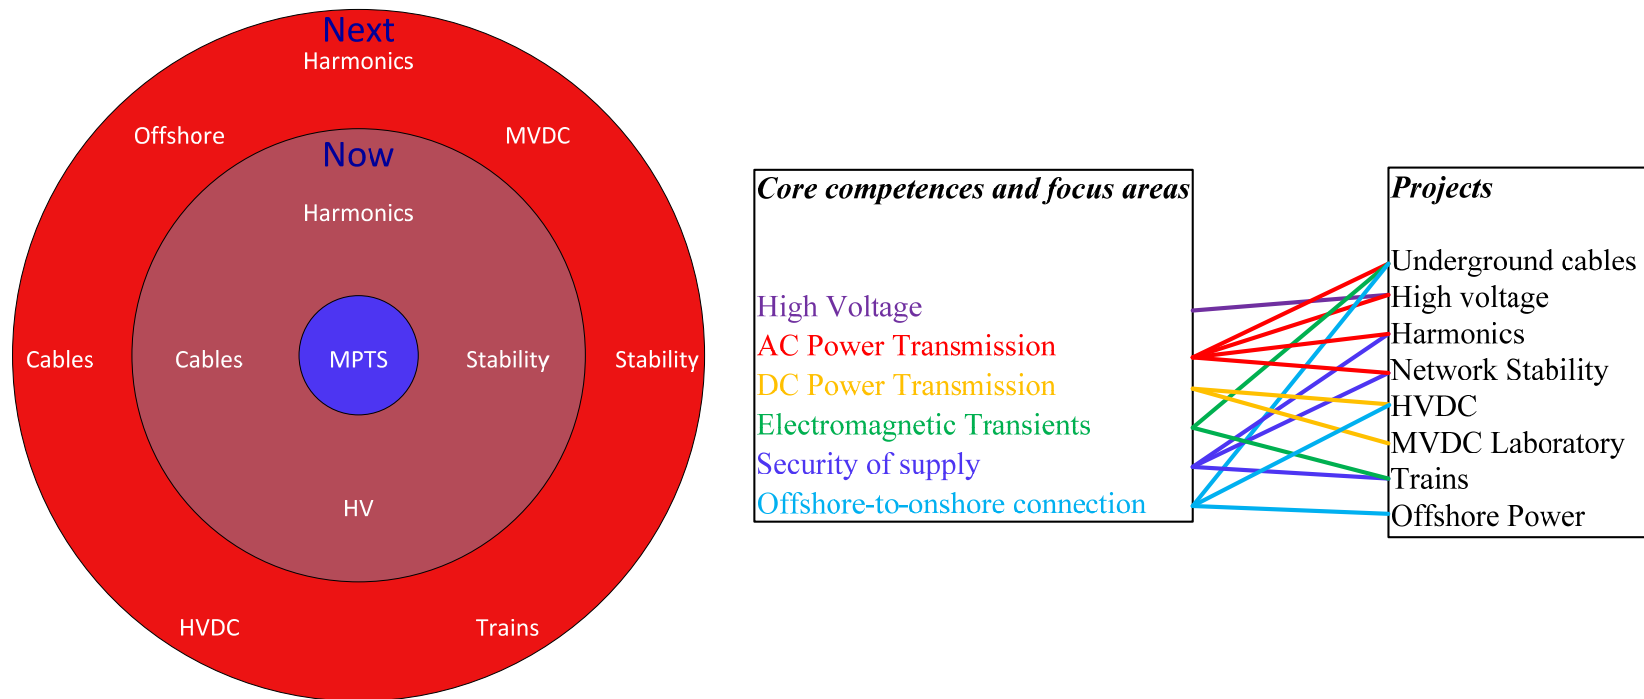 Next
Harmonics
Offshore
MVDC
Now
Harmonics
Cables
Cables
MPTS
Stability
Stability
HV
HVDC
Trains
Core competences and focus areas
High Voltage
AC Power Transmission
DC Power Transmission
Electromagnetic Transients
Security of supply
Offshore-to-onshore connection
Projects
Underground cables
High voltage
Harmonics
Network Stability
HVDC
MVDC Laboratory
Trains
Offshore Power